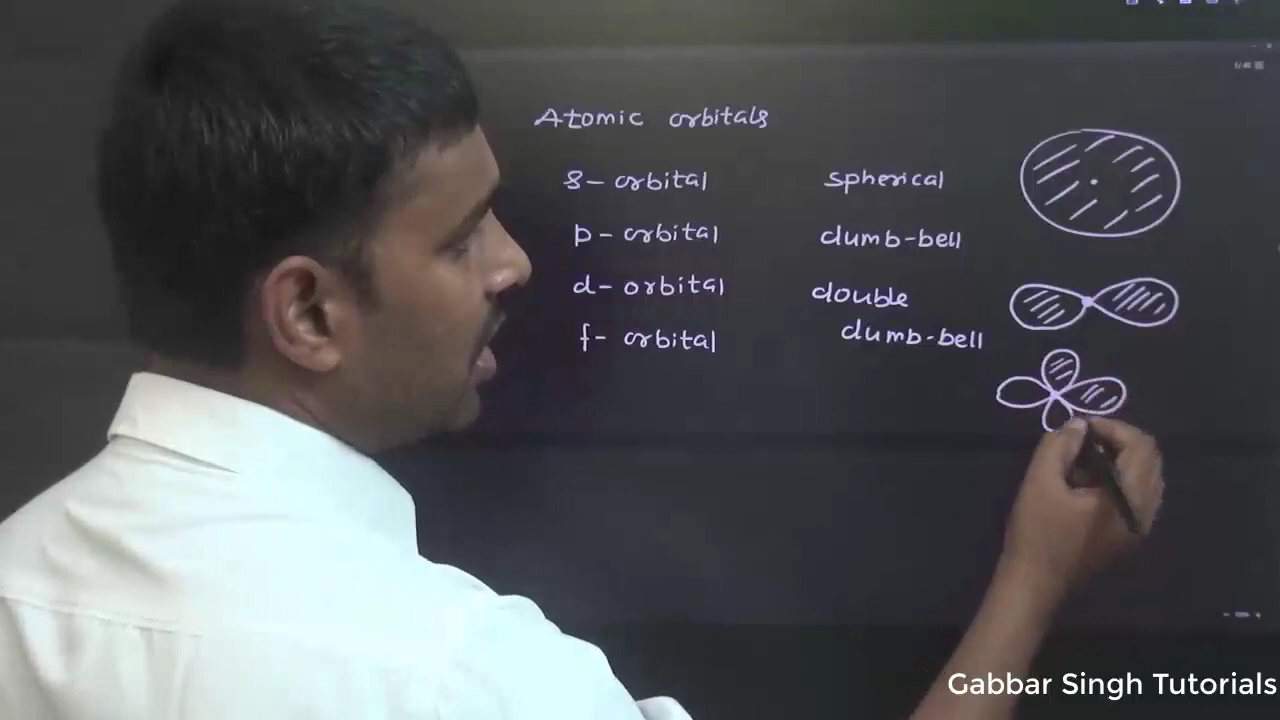 Atomic orbitals
s- orbital spherical
p- orbital dumb-bell
d- orbital double
f- orbital dumb-bell
Gabbar Singh Tutorials